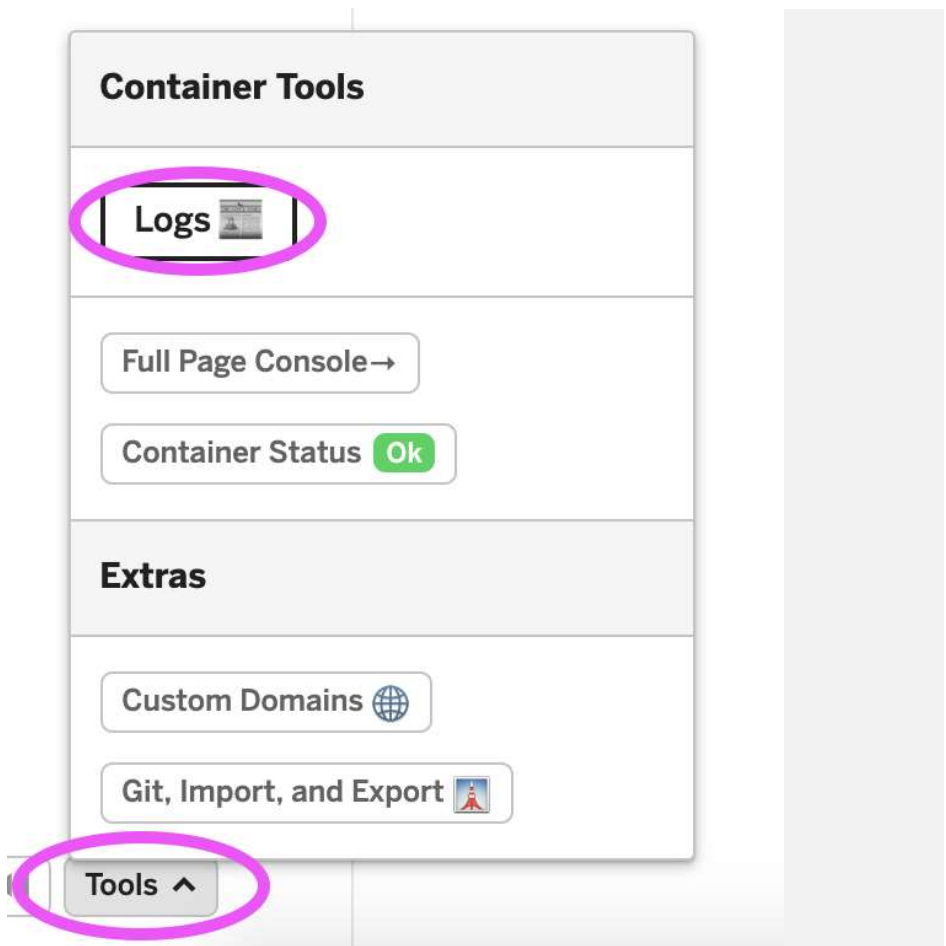 Container Tools
Logs
Full Page Console→
Container Status Ok
Extras
Custom Domains
Git, Import, and Export
Tools